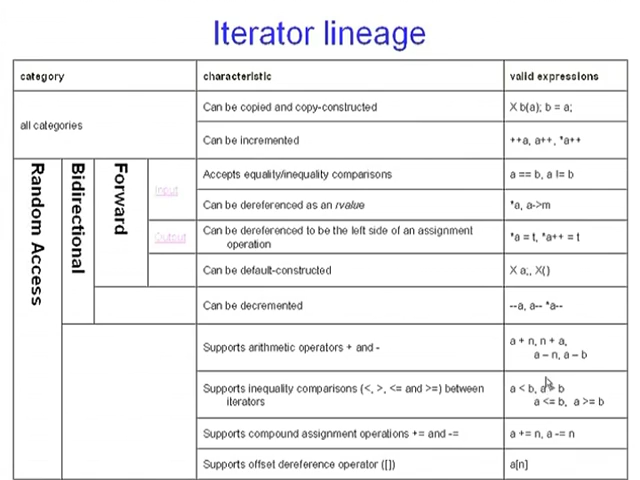 Iterator lineage
category characteristic valid expressions
all categories
Can be copied and copy-constructed X b(a); b = a;
Can be incremented ++a, a++, *a++
Random Access
Bidirectional
Forward
Input
Accepts equality/inequality comparisons a == b, a != b
Can be dereferenced as an rvalue *a, a->m
Output
Can be dereferenced to be the left side of an assignment
operation
*a = t, *a++ = t
Can be default-constructed X a;, X()
Can be decremented --a, a-- *a--
Supports arithmetic operators + and - a + n, n + a,
a – n, a – b
Supports inequality comparisons (<, >, <= and >=) between
iterators
a < b, a > b
a <= b, a >= b
Supports compound assignment operations += and -= a += n, a -= n
Supports offset dereference operator ([]) a[n]